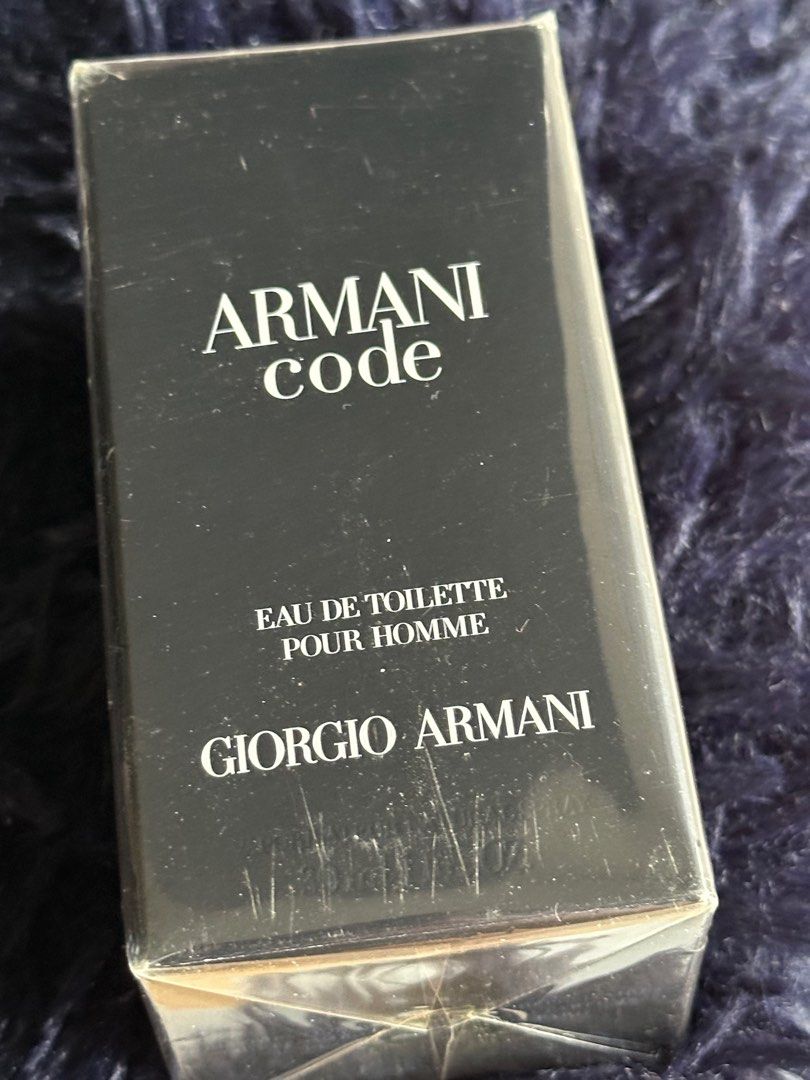 ARMANI
code
EAU DE TOILETTE
POUR HOMME
GIORGIO ARMANI